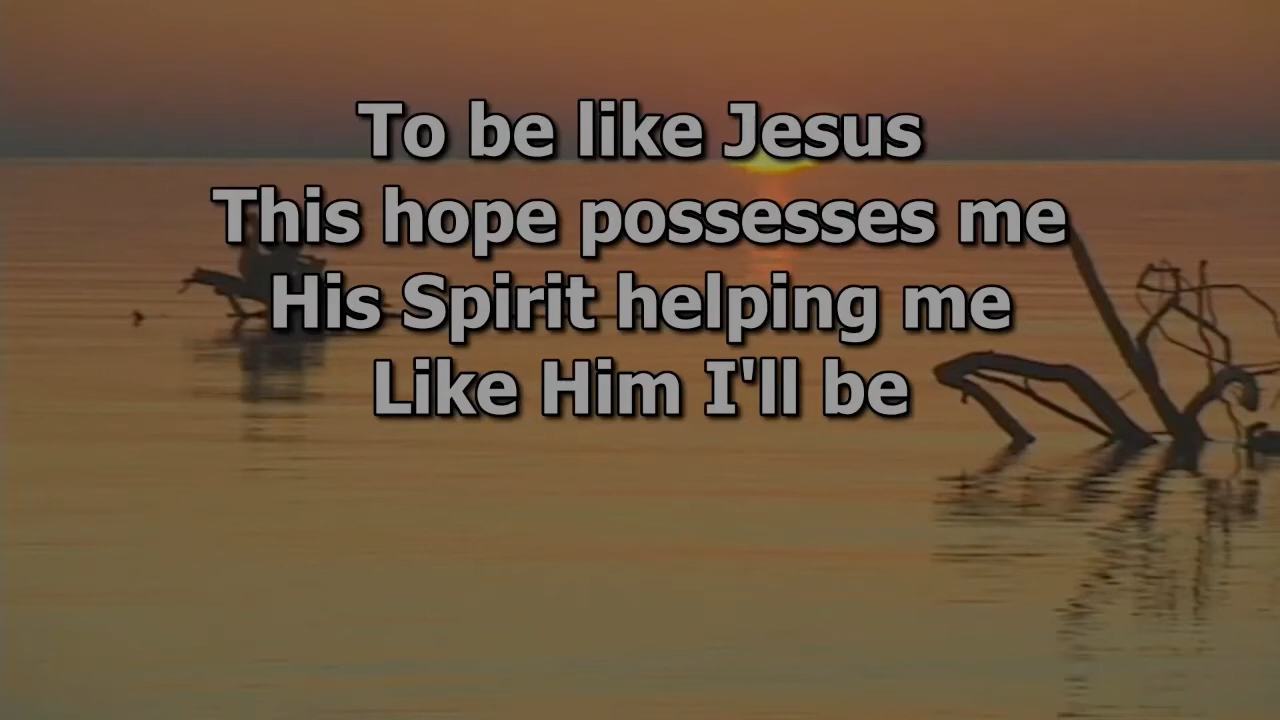 To be like Jesus
This hope possesses me
His Spirit helping me
Like Him I'll be